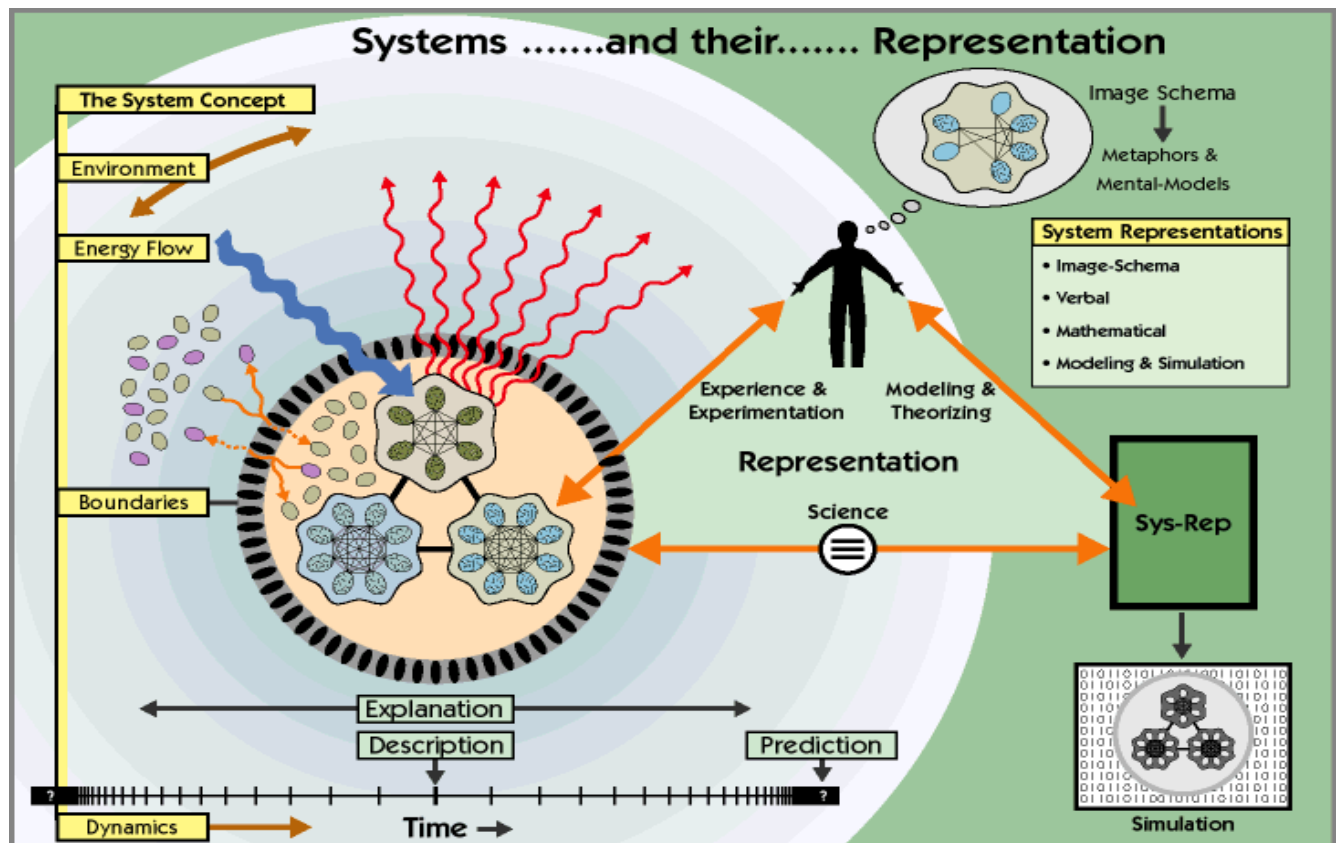 Systems .......and their....... Representation
The System Concept
Environment
Energy Flow
Boundaries
Image Schema
Metaphors &
Mental-Models
System Representations
• Image-Schema
• Verbal
• Mathematical
• Modeling & Simulation
Experience &
Experimentation
Modeling &
Theorizing
Representation
Science
Sys-Rep
Explanation
Description
Prediction
?
?
Dynamics
Time
Simulation